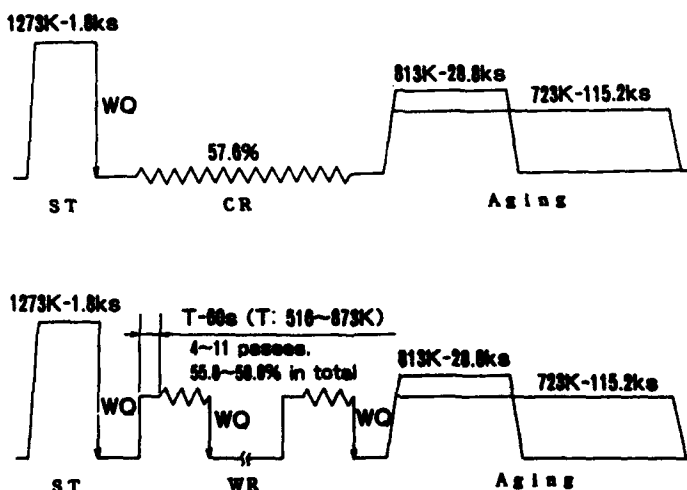 1273K-1.8ks
WQ
57.6%
813K-28.8ks
723K-115.2ks
ST
CR
Aging
1273K-1.8ks
T-60s (T: 516~873K)
4~11 passes.
55.8~58.6% in total
813K-28.8ks
723K-115.2ks
WQ
WQ
WQ
ST
WR
Aging